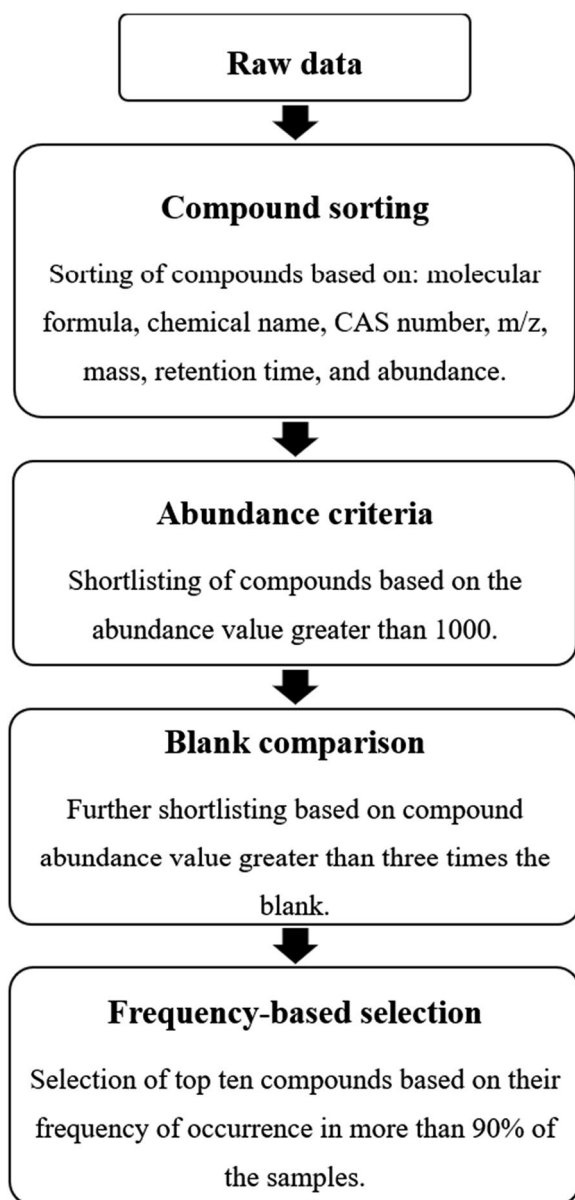 Raw data
Compound sorting
Sorting of compounds based on: molecular
formula, chemical name, CAS number, m/z,
mass, retention time, and abundance.
Abundance criteria
Shortlisting of compounds based on the
abundance value greater than 1000.
Blank comparison
Further shortlisting based on compound
abundance value greater than three times the
blank.
Frequency-based selection
Selection of top ten compounds based on their
frequency of occurrence in more than 90% of
the samples.